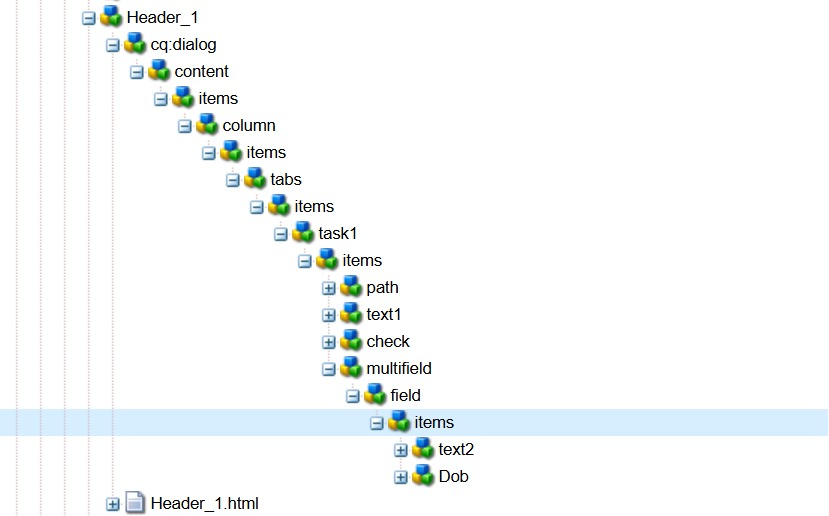 Header_1
cq:dialog
content
items
column
items
tabs
items
task1
items
path
text1
check
multifield
field
items
text2
Dob
Header_1.html